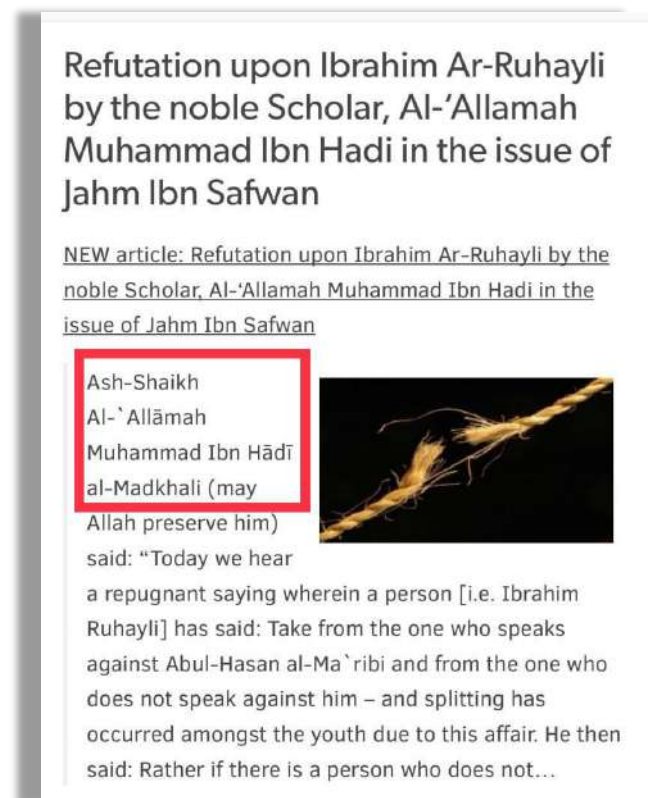 Refutation upon Ibrahim Ar-Ruhayli
by the noble Scholar, Al-‘Allamah
Muhammad Ibn Hadi in the issue of
Jahm Ibn Safwan
NEW article: Refutation upon Ibrahim Ar-Ruhayli by the
noble Scholar, Al-‘Allamah Muhammad Ibn Hadi in the
issue of Jahm Ibn Safwan
Ash-Shaikh
Al-`Allāmah
Muhammad Ibn Hādī
al-Madkhali (may
Allah preserve him)
said: “Today we hear
a repugnant saying wherein a person [i.e. Ibrahim
Ruhayli] has said: Take from the one who speaks
against Abul-Hasan al-Ma`ribi and from the one who
does not speak against him – and splitting has
occurred amongst the youth due to this affair. He then
said: Rather if there is a person who does not…